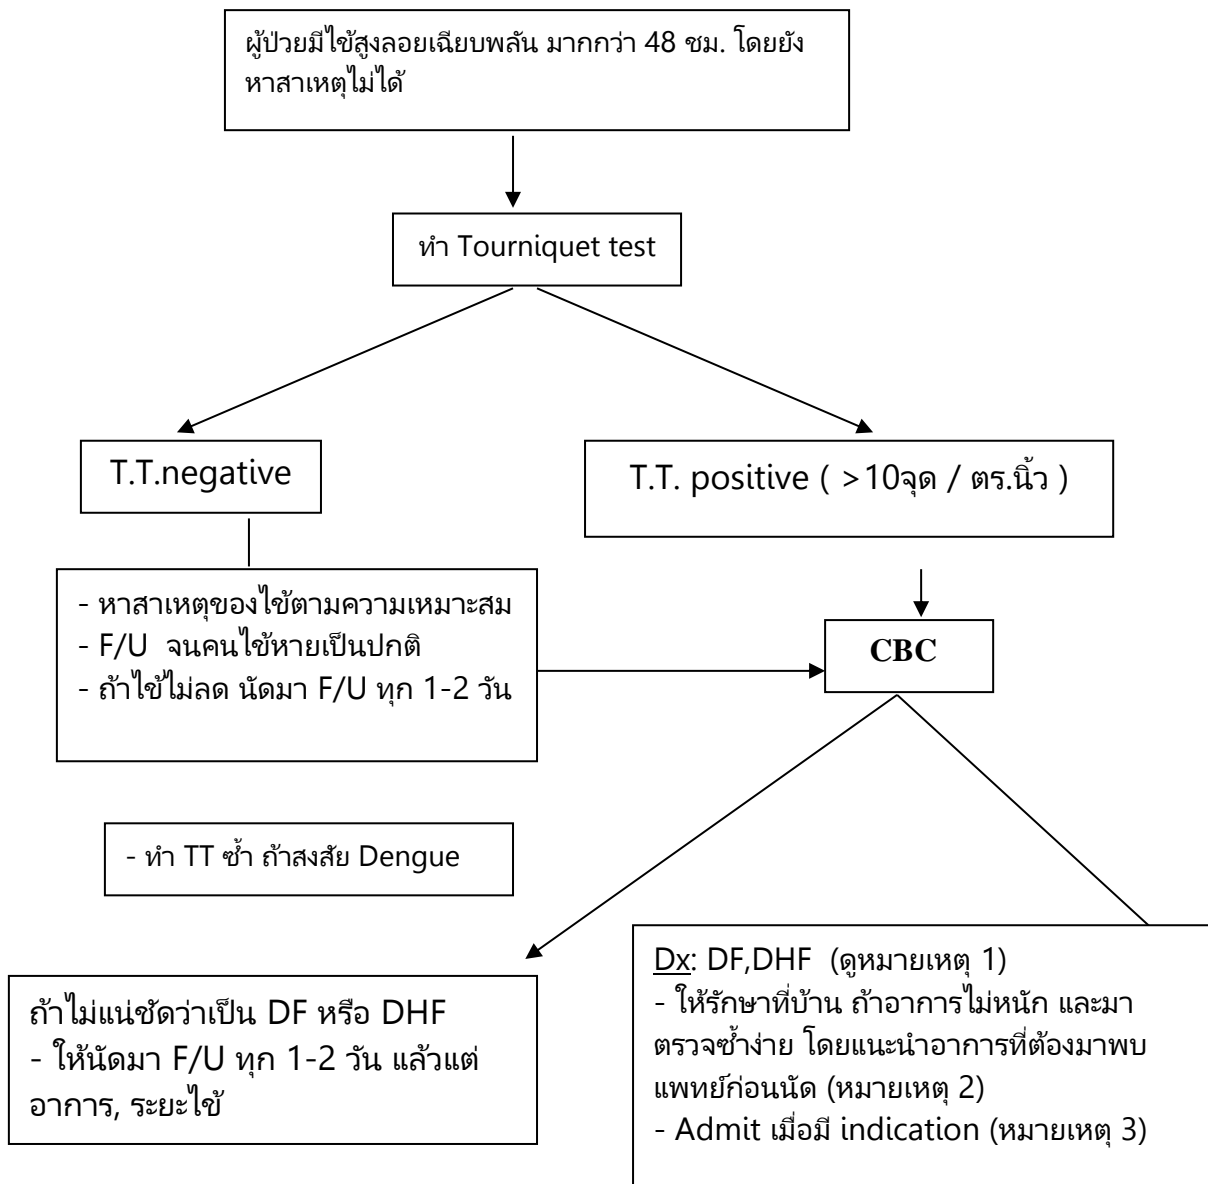 ผู้ป่วยมีไข้สูงลอยเฉียบพลัน มากกว่า 48 ชม. โดยยัง
หาสาเหตุไม่ได้
ทำ Tourniquet test
T.T.negative
T.T. positive ( >10จุด / ตร.นิ้ว )
- หาสาเหตุของไข้ตามความเหมาะสม
- F/U จนคนไข้หายเป็นปกติ
- ถ้าไข้ไม่ลด นัดมา F/U ทุก 1-2 วัน
CBC
- ทำ TT ซ้ำ ถ้าสงสัย Dengue
ถ้าไม่แน่ชัดว่าเป็น DF หรือ DHF
- ให้นัดมา F/U ทุก 1-2 วัน แล้วแต่
อาการ, ระยะไข้
Dx: DF,DHF (ดูหมายเหตุ 1)
- ให้รักษาที่บ้าน ถ้าอาการไม่หนัก และมา
ตรวจซ้ำง่าย โดยแนะนำอาการที่ต้องมาพบ
แพทย์ก่อนนัด (หมายเหตุ 2)
- Admit เมื่อมี indication (หมายเหตุ 3)